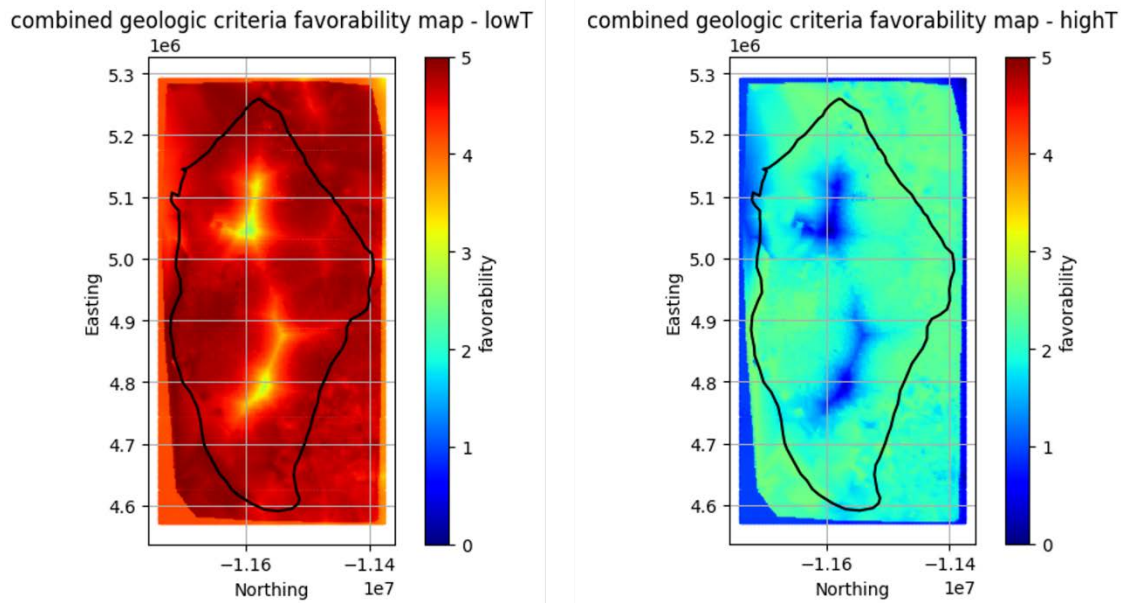 combined geologic criteria favorability map - lowT
1e6
5.3
5.2
5.1
5.0
4.9
4.8
4.7
4.6
Easting
−1.16
−1.14
Northing
1e7
5
4
3
2
1
0
favorability
combined geologic criteria favorability map - highT
1e6
5.3
5.2
5.1
5.0
4.9
4.8
4.7
4.6
Easting
−1.16
−1.14
Northing
1e7
5
4
3
2
1
0
favorability